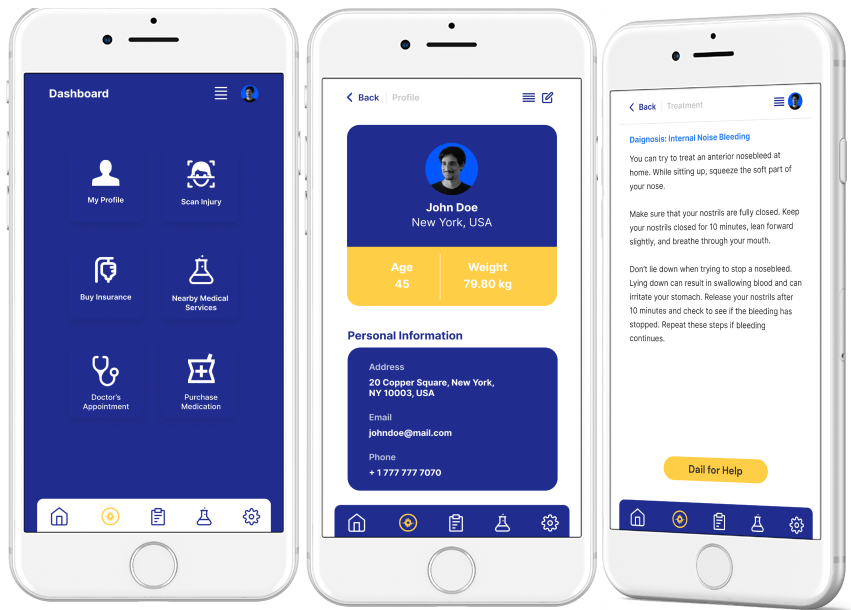 Dashboard
My Profile
Scan Injury
Buy Insurance
Nearby Medical
Services
Doctor's
Appointment
Purchase
Medication
Back
Profile
John Doe
New York, USA
Age
Weight
45
79.80 kg
Personal Information
Address
20 Copper Square, New York,
NY 10003, USA
Email
johndoe@mail.com
Phone
+ 1 777 777 7070
Back
Treatment
Daignosis: Internal Noise Bleeding
You can try to treat an anterior nosebleed at
home. While sitting up, squeeze the soft part of
your nose.
Make sure that your nostrils are fully closed. Keep
your nostrils closed for 10 minutes, lean forward
slightly, and breathe through your mouth.
Don't lie down when trying to stop a nosebleed.
Lying down can result in swallowing blood and can
irritate your stomach. Release your nostrils after
10 minutes and check to see if the bleeding has
stopped. Repeat these steps if bleeding
continues.
Dail for Help